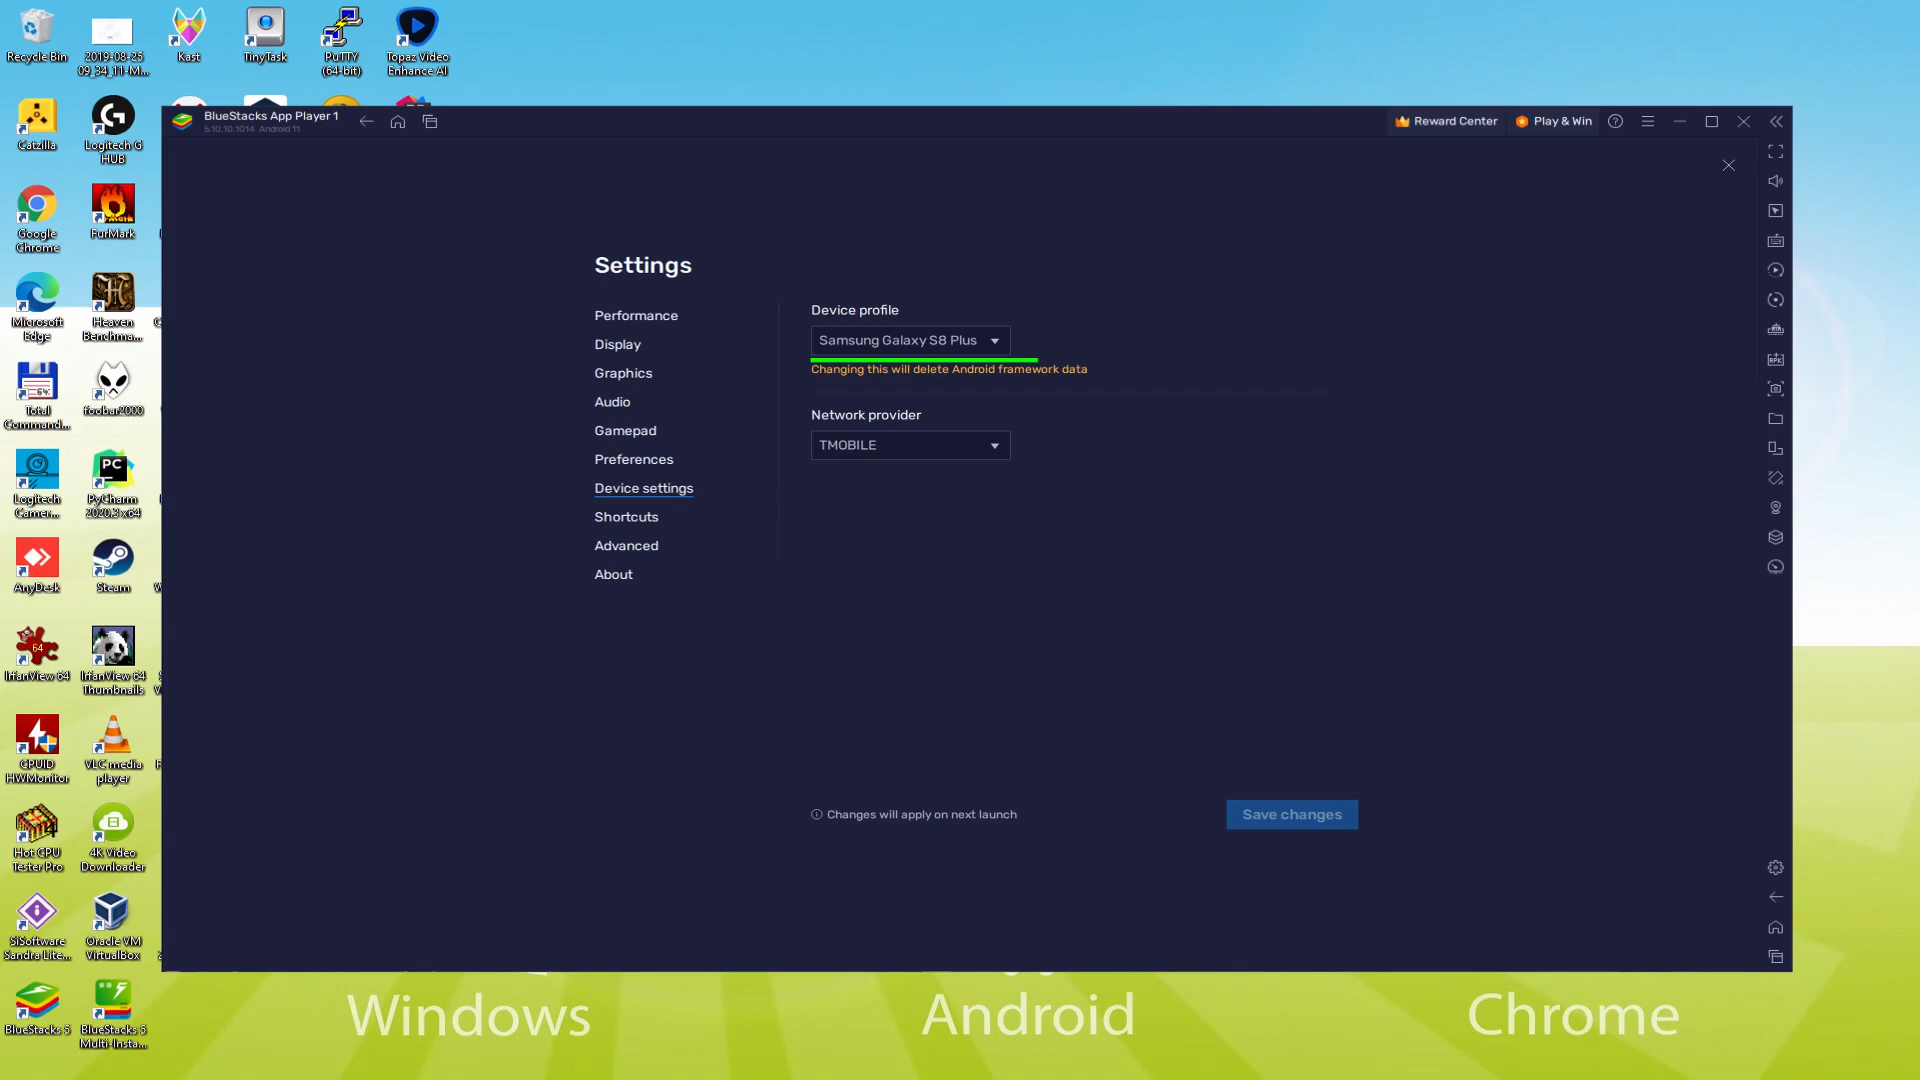 Recycle Bin
2019-08-25
09_34_11-M...
Kast
TinyTask
PuTTY
(64-bit)
Topaz Video
Enhance AI
Catzilla
Logitech G
HUB
Google
Chrome
FurMark
Microsoft
Edge
Heaven
Benchma...
Total
Command...
foobar2000
Logitech
Camer...
PC
PyCharm
2020.3 x64
AnyDesk
Steam
IrfanView 64
IrfanView 64
Thumbnails
CPUID
HWMonitor
VLC media
player
Hot CPU
Tester Pro
4K Video
Downloader
SiSoftware
Sandra Lite...
Oracle VM
VirtualBox
BlueStacks 5
BlueStacks 5
Multi-Insta...
BlueStacks App Player 1
5.10.10.1014 Android 11
Reward Center
Play & Win
Settings
Performance
Display
Graphics
Audio
Gamepad
Preferences
Device settings
Shortcuts
Advanced
About
Device profile
Samsung Galaxy S8 Plus
Changing this will delete Android framework data
Network provider
TMOBILE
Changes will apply on next launch
Save changes
Windows
Android
Chrome